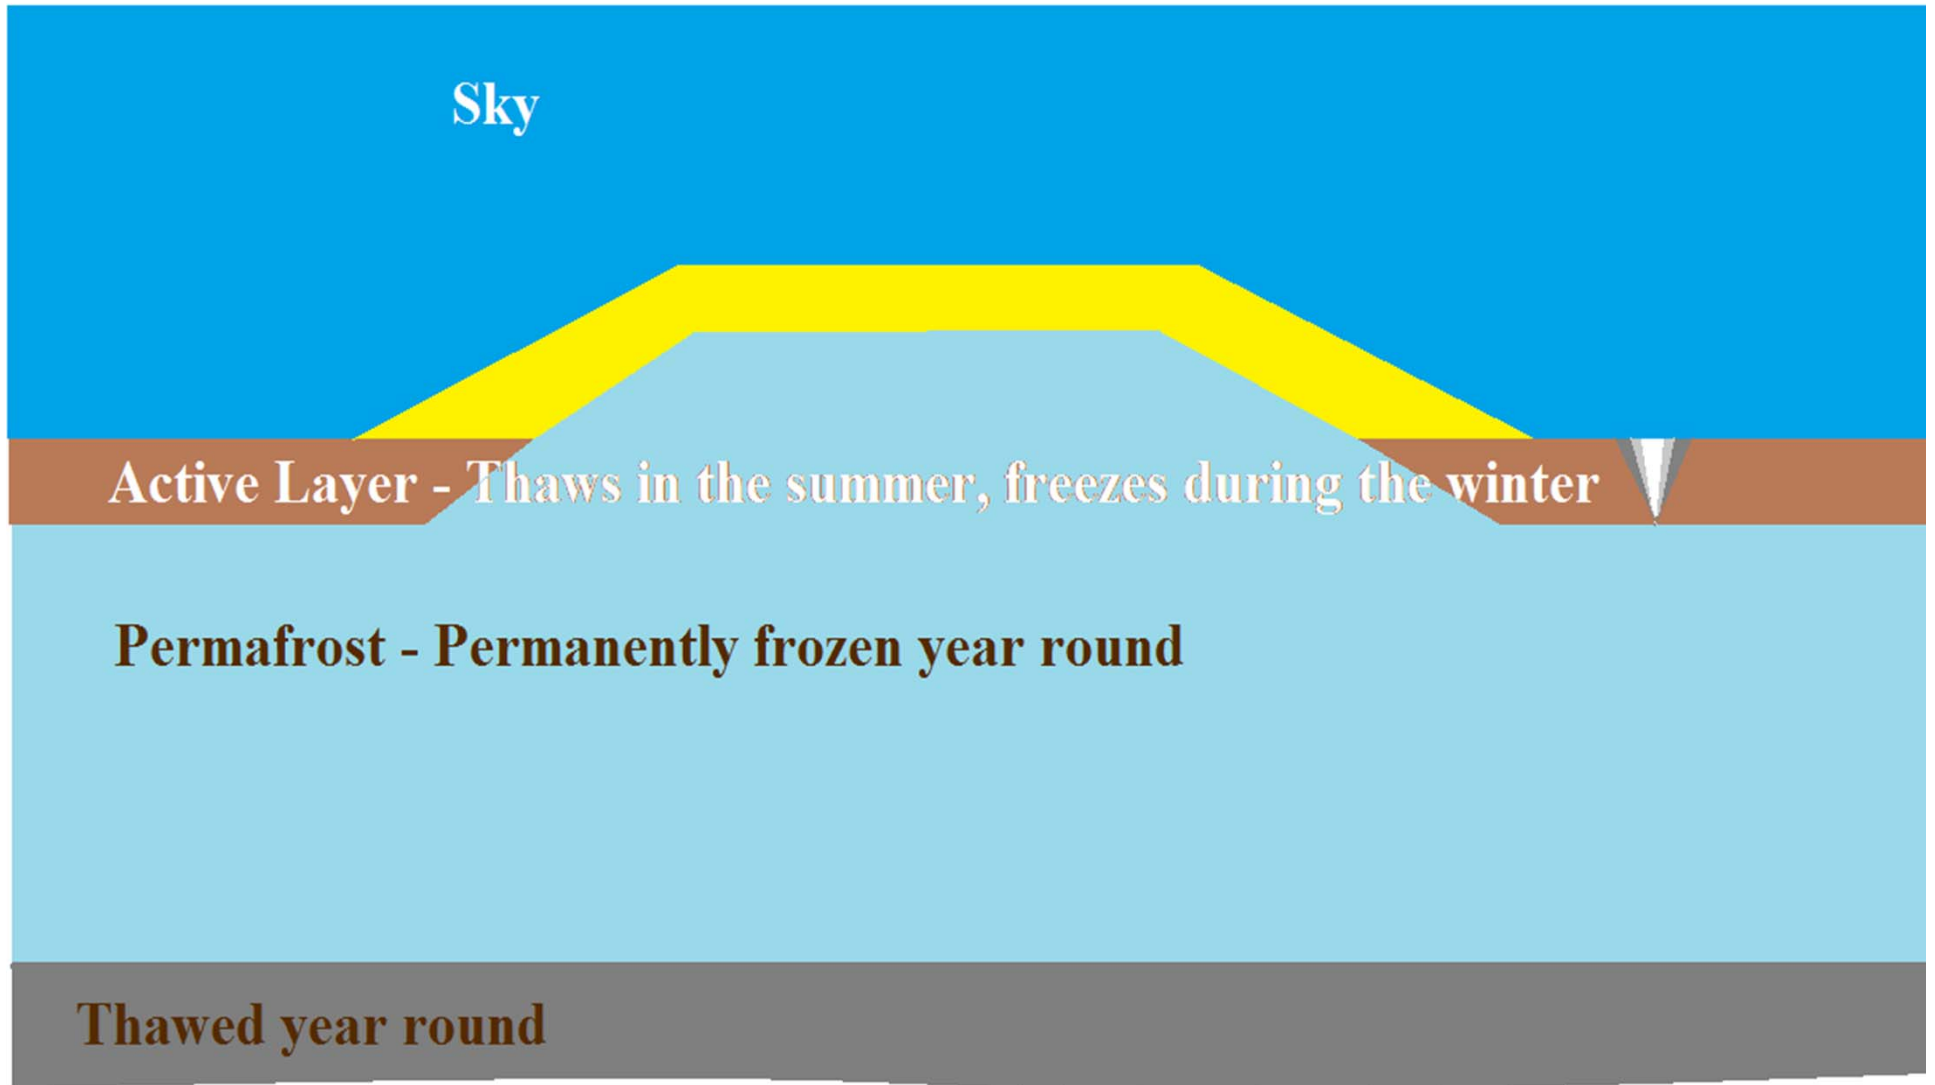 Sky
Active Layer - Thaws in the summer, freezes during the winter
Permafrost - Permanently frozen year round
Thawed year round